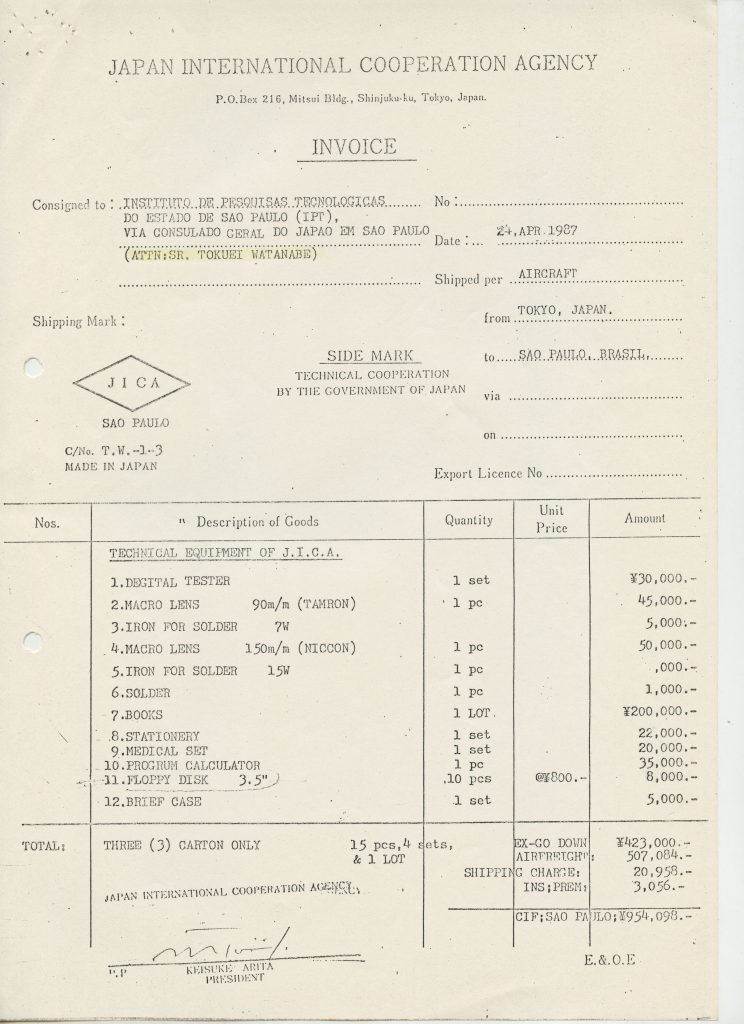 JAPAN INTERNATIONAL COOPERATION AGENCY
P.O.Box 216, Mitsui Bldg., Shinjuku-ku, Tokyo, Japan.
INVOICE
Consigned to : INSTITUTO DE PESQUISAS TECNOLOGICAS
DO ESTADO DE SAO PAULO (IPT),
VIA CONSULADO GERAL DO JAPAO EM SAO PAULO
(ATTN:SR. TOKUEI WATANABE)
No :
Date : 24,APR.1987
Shipped per AIRCRAFT
from TOKYO, JAPAN.
to SAO PAULO, BRASIL,
via
on
Export Licence No
Shipping Mark :
J I C A
SAO PAULO
C/No. T.W.-1-3
MADE IN JAPAN
SIDE MARK
TECHNICAL COOPERATION
BY THE GOVERNMENT OF JAPAN
Nos. Description of Goods Quantity Unit Price Amount
TECHNICAL EQUIPMENT OF J.I.C.A.
1.DEGITAL TESTER 1 set ¥30,000.-
2.MACRO LENS 90m/m (TAMRON) 1 pc 45,000.-
3.IRON FOR SOLDER 7W 5,000.-
4.MACRO LENS 150m/m (NICCON) 1 pc 50,000.-
5.IRON FOR SOLDER 15W 1 pc ,000.-
6.SOLDER 1 pc 1,000.-
7.BOOKS 1 LOT. ¥200,000.-
8.STATIONERY 1 set 22,000.-
9.MEDICAL SET 1 set 20,000.-
10.PROGRUM CALCULATOR 1 pc 35,000.-
11.FLOPPY DISK 3.5" 10 pcs @¥800.- 8,000.-
12.BRIEF CASE 1 set 5,000.-
TOTAL: THREE (3) CARTON ONLY 15 pcs,4 sets, EX-GO DOWN ¥423,000.-
& 1 LOT AIRFREIGHT: 507,084.-
SHIPPING CHARGE: 20,958.-
INS;PREM: 3,056.-
CIF;SAO PAULO;¥954,098.-
JAPAN INTERNATIONAL COOPERATION AGENCY
P.P
KEISUKE ARITA
PRESIDENT
E.&.O.E